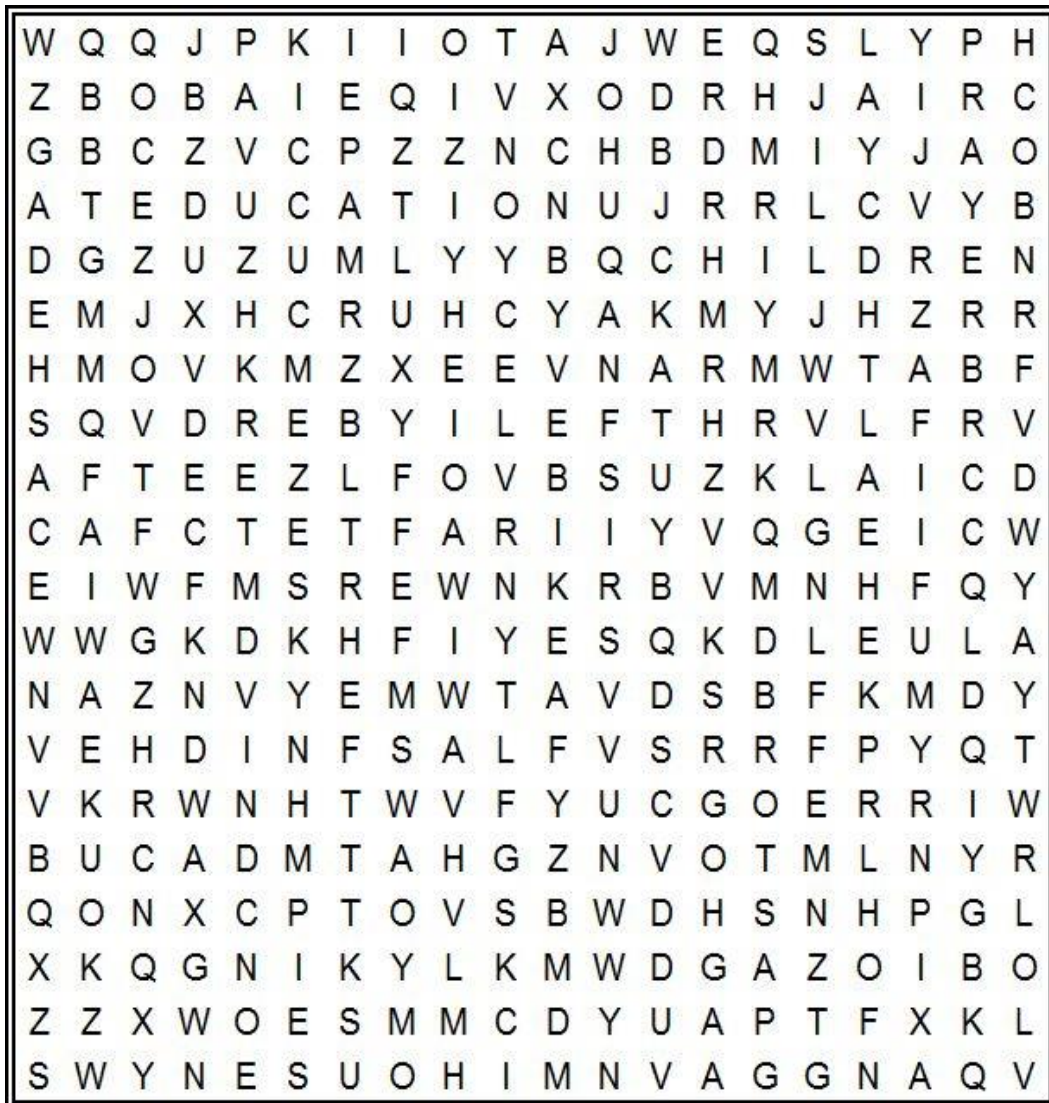 W Q Q J P K I I O T A J W E Q S L Y P H
Z B O B A I E Q I V X O D R H J A I R C
G B C Z V C P Z Z N C H B D M I Y J A O
A T E D U C A T I O N U J R R L C V Y B
D G Z U Z U M L Y Y B Q C H I L D R E N
E M J X H C R U H C Y A K M Y J H Z R R
H M O V K M Z X E E V N A R M W T A B F
S Q V D R E B Y I L E F T H R V L F R V
A F T E E Z L F O V B S U Z K L A I C D
C A F C T E T F A R I I Y V Q G E I C W
E I W F M S R E W N K R B V M N H F Q Y
W W G K D K H F I Y E S Q K D L E U L A
N A Z N V Y E M W T A V D S B F K M D Y
V E H D I N F S A L F V S R R F P Y Q T
V K R W N H T W V F Y U C G O E R R I W
B U C A D M T A H G Z N V O T M L N Y R
Q O N X C P T O V S B W D H S N H P G L
X K Q G N I K Y L K M W D G A Z O I B O
Z Z X W O E S M M C D Y U A P T F X K L
S W Y N E S U O H I M N V A G G N A Q V